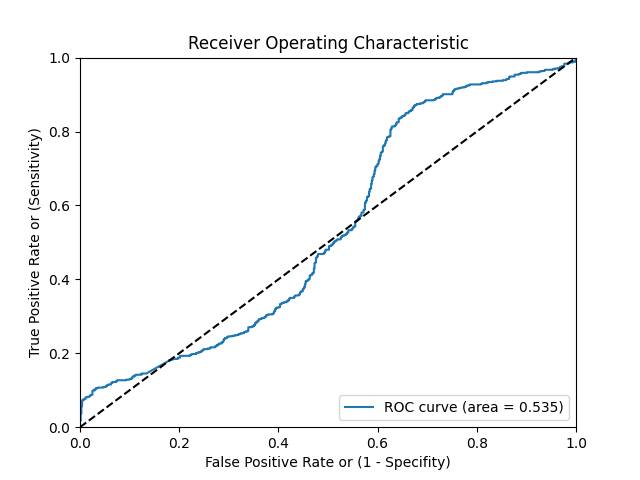 Receiver Operating Characteristic
True Positive Rate or (Sensitivity)
1.0
0.8
0.6
0.4
0.2
0.0
ROC curve (area = 0.535)
0.0 0.2 0.4 0.6 0.8 1.0
False Positive Rate or (1 - Specifity)